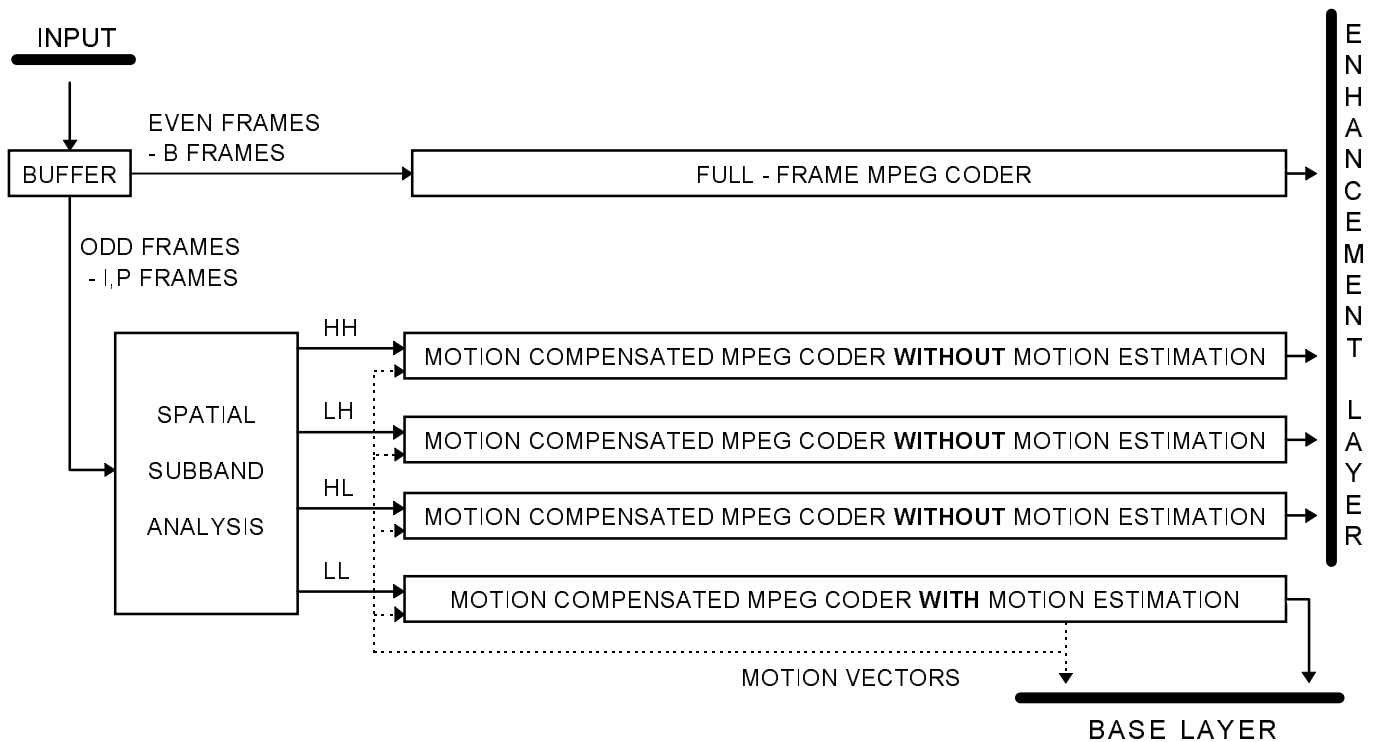 INPUT
EVEN FRAMES
- B FRAMES
BUFFER
FULL - FRAME MPEG CODER
ODD FRAMES
- I,P FRAMES
SPATIAL
SUBBAND
ANALYSIS
HH
MOTION COMPENSATED MPEG CODER WITHOUT MOTION ESTIMATION
LH
MOTION COMPENSATED MPEG CODER WITHOUT MOTION ESTIMATION
HL
MOTION COMPENSATED MPEG CODER WITHOUT MOTION ESTIMATION
LL
MOTION COMPENSATED MPEG CODER WITH MOTION ESTIMATION
MOTION VECTORS
ENHANCEMENT LAYER
BASE LAYER